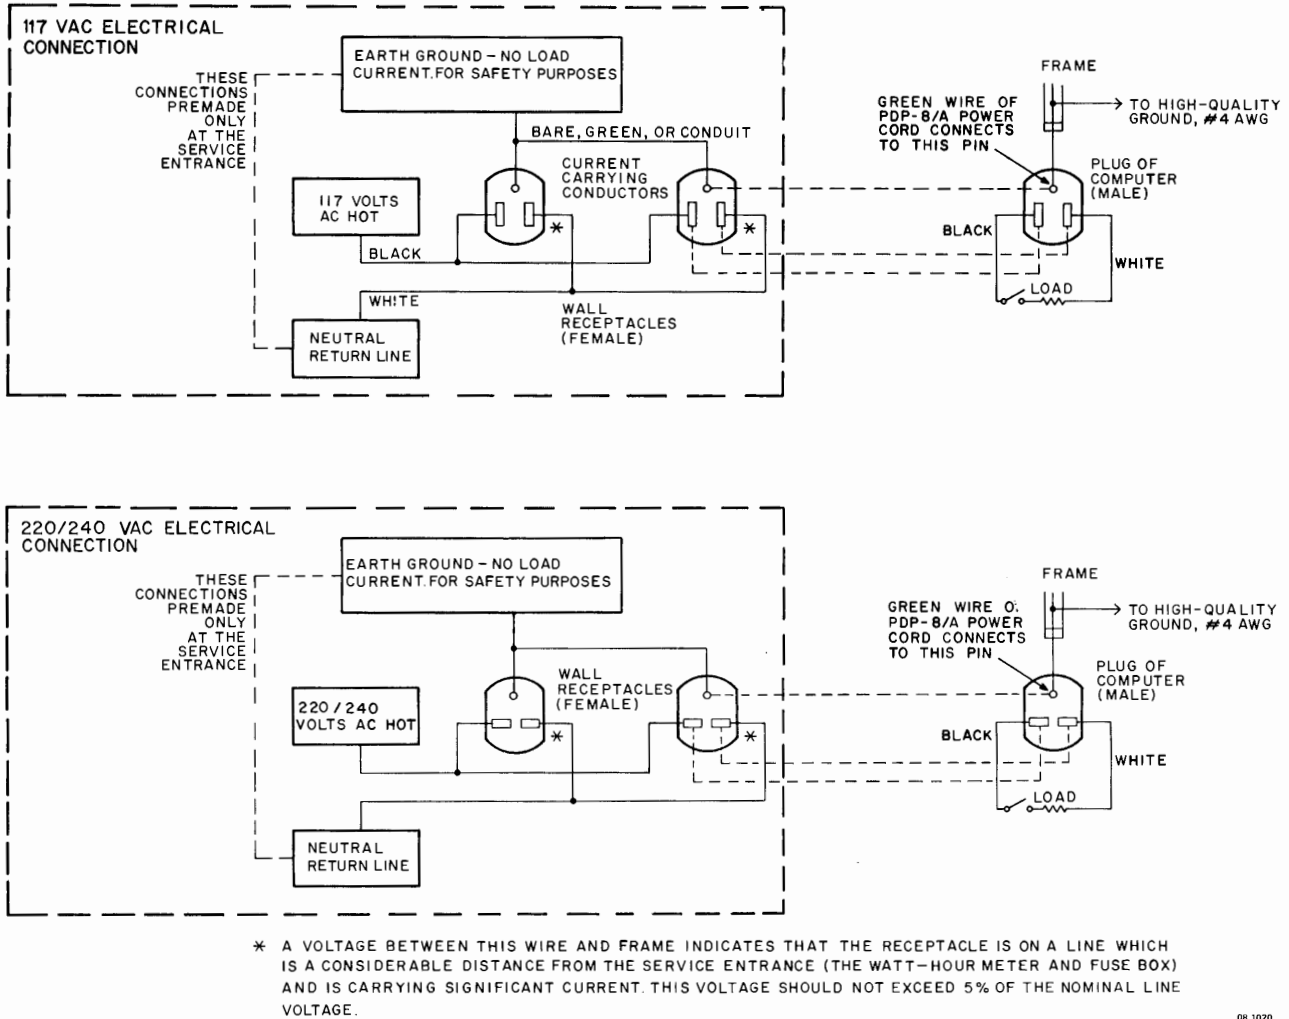 117 VAC ELECTRICAL
CONNECTION
EARTH GROUND – NO LOAD
CURRENT. FOR SAFETY PURPOSES
THESE
CONNECTIONS
PREMADE
ONLY
AT THE
SERVICE
ENTRANCE
BARE, GREEN, OR CONDUIT
CURRENT
CARRYING
CONDUCTORS
117 VOLTS
AC HOT
*
*
BLACK
WHITE
NEUTRAL
RETURN LINE
WALL
RECEPTACLES
(FEMALE)
FRAME
GREEN WIRE OF
PDP-8/A POWER
CORD CONNECTS
TO THIS PIN
TO HIGH-QUALITY
GROUND, #4 AWG
PLUG OF
COMPUTER
(MALE)
BLACK
WHITE
LOAD
220/240 VAC ELECTRICAL
CONNECTION
EARTH GROUND – NO LOAD
CURRENT. FOR SAFETY PURPOSES
THESE
CONNECTIONS
PREMADE
ONLY
AT THE
SERVICE
ENTRANCE
WALL
RECEPTACLES
(FEMALE)
220/240
VOLTS AC HOT
*
*
NEUTRAL
RETURN LINE
FRAME
GREEN WIRE O.
PDP-8/A POWER
CORD CONNECTS
TO THIS PIN
TO HIGH-QUALITY
GROUND, #4 AWG
PLUG OF
COMPUTER
(MALE)
BLACK
WHITE
LOAD
* A VOLTAGE BETWEEN THIS WIRE AND FRAME INDICATES THAT THE RECEPTACLE IS ON A LINE WHICH
IS A CONSIDERABLE DISTANCE FROM THE SERVICE ENTRANCE (THE WATT-HOUR METER AND FUSE BOX)
AND IS CARRYING SIGNIFICANT CURRENT. THIS VOLTAGE SHOULD NOT EXCEED 5% OF THE NOMINAL LINE
VOLTAGE.
08 1020